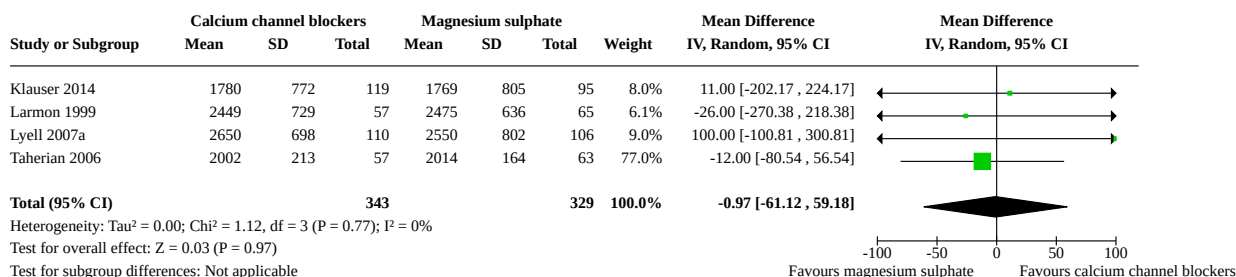 Calcium channel blockers Magnesium sulphate Mean Difference Mean Difference
Study or Subgroup Mean SD Total Mean SD Total Weight IV, Random, 95% CI IV, Random, 95% CI
Klauser 2014 1780 772 119 1769 805 95 8.0% 11.00 [-202.17 , 224.17]
Larmon 1999 2449 729 57 2475 636 65 6.1% -26.00 [-270.38 , 218.38]
Lyell 2007a 2650 698 110 2550 802 106 9.0% 100.00 [-100.81 , 300.81]
Taherian 2006 2002 213 57 2014 164 63 77.0% -12.00 [-80.54 , 56.54]
Total (95% CI) 343 329 100.0% -0.97 [-61.12 , 59.18]
Heterogeneity: Tau² = 0.00; Chi² = 1.12, df = 3 (P = 0.77); I² = 0%
Test for overall effect: Z = 0.03 (P = 0.97) -100 -50 0 50 100
Test for subgroup differences: Not applicable Favours magnesium sulphate Favours calcium channel blockers